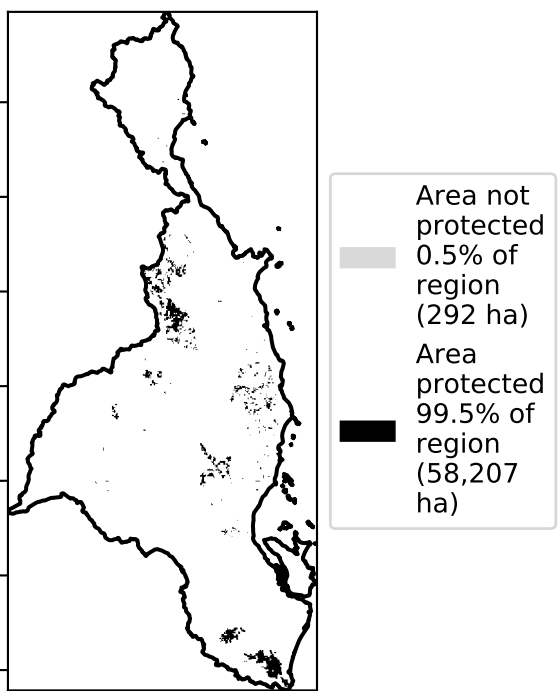 Area not
protected
0.5% of
region
(292 ha)
Area
protected
99.5% of
region
(58,207
ha)